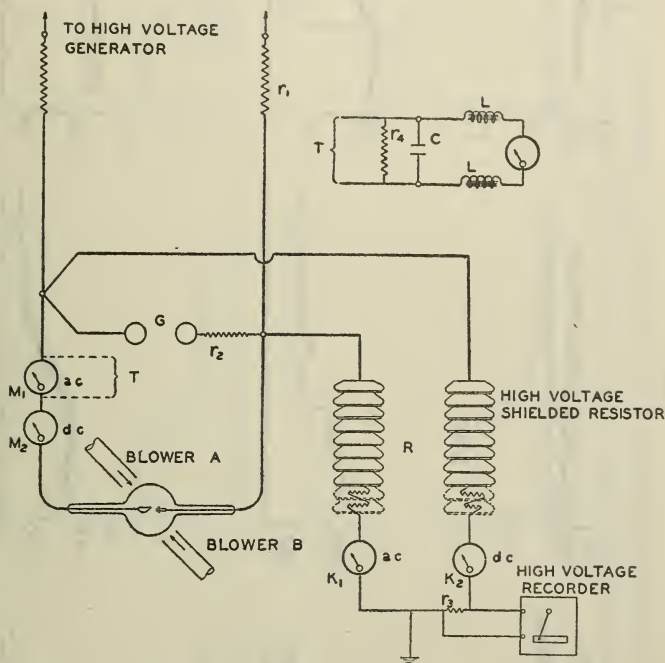 TO HIGH VOLTAGE
GENERATOR
r1
L
r4
C
T
L
G
r2
M1
ac
T
M2
dc
BLOWER A
HIGH VOLTAGE
SHIELDED RESISTOR
R
BLOWER B
K1
ac
K2
dc
HIGH VOLTAGE
RECORDER
r3